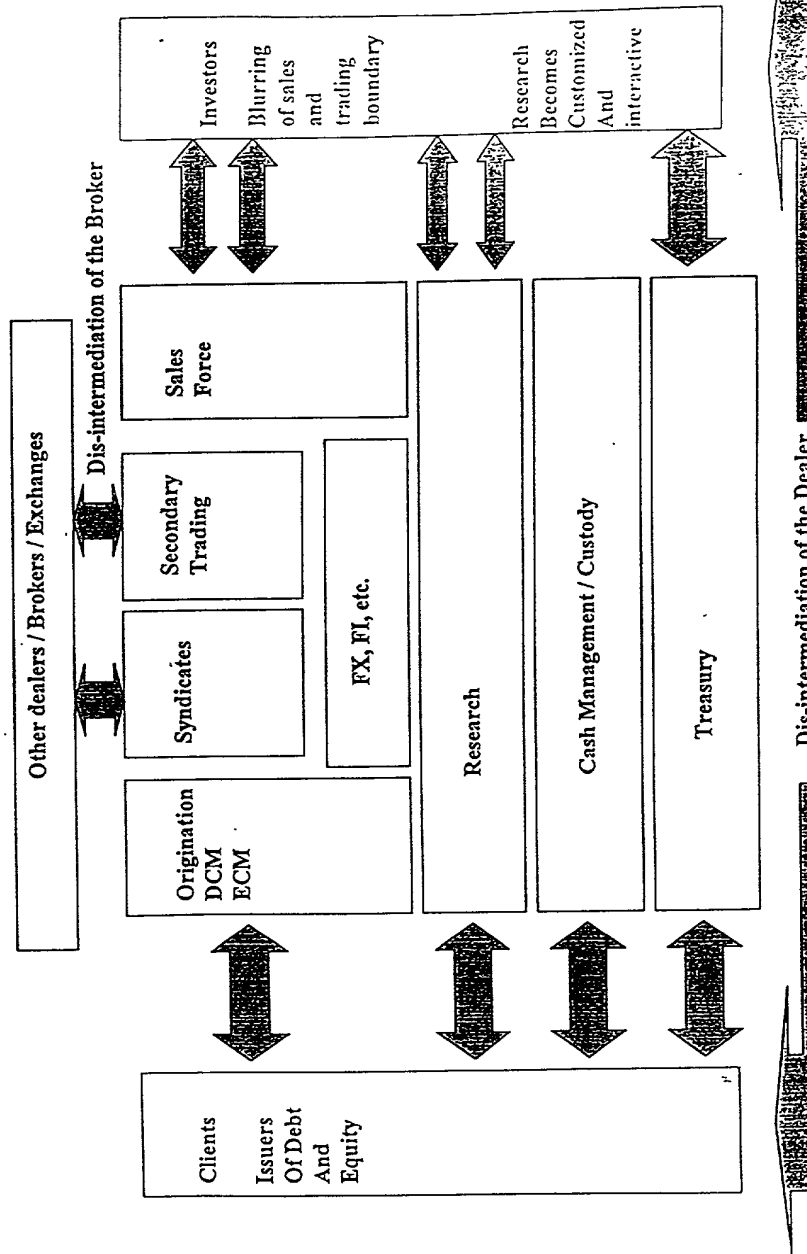 Other dealers / Brokers / Exchanges
Dis-intermediation of the Broker
Clients
Issuers
Of Debt
And
Equity
Origination
DCM
ECM
Syndicates
Secondary
Trading
Sales
Force
FX, FI, etc.
Research
Cash Management / Custody
Treasury
Investors
Blurring
of sales
and
trading
boundary
Research
Becomes
Customized
And
interactive
Dis-intermediation of the Dealer